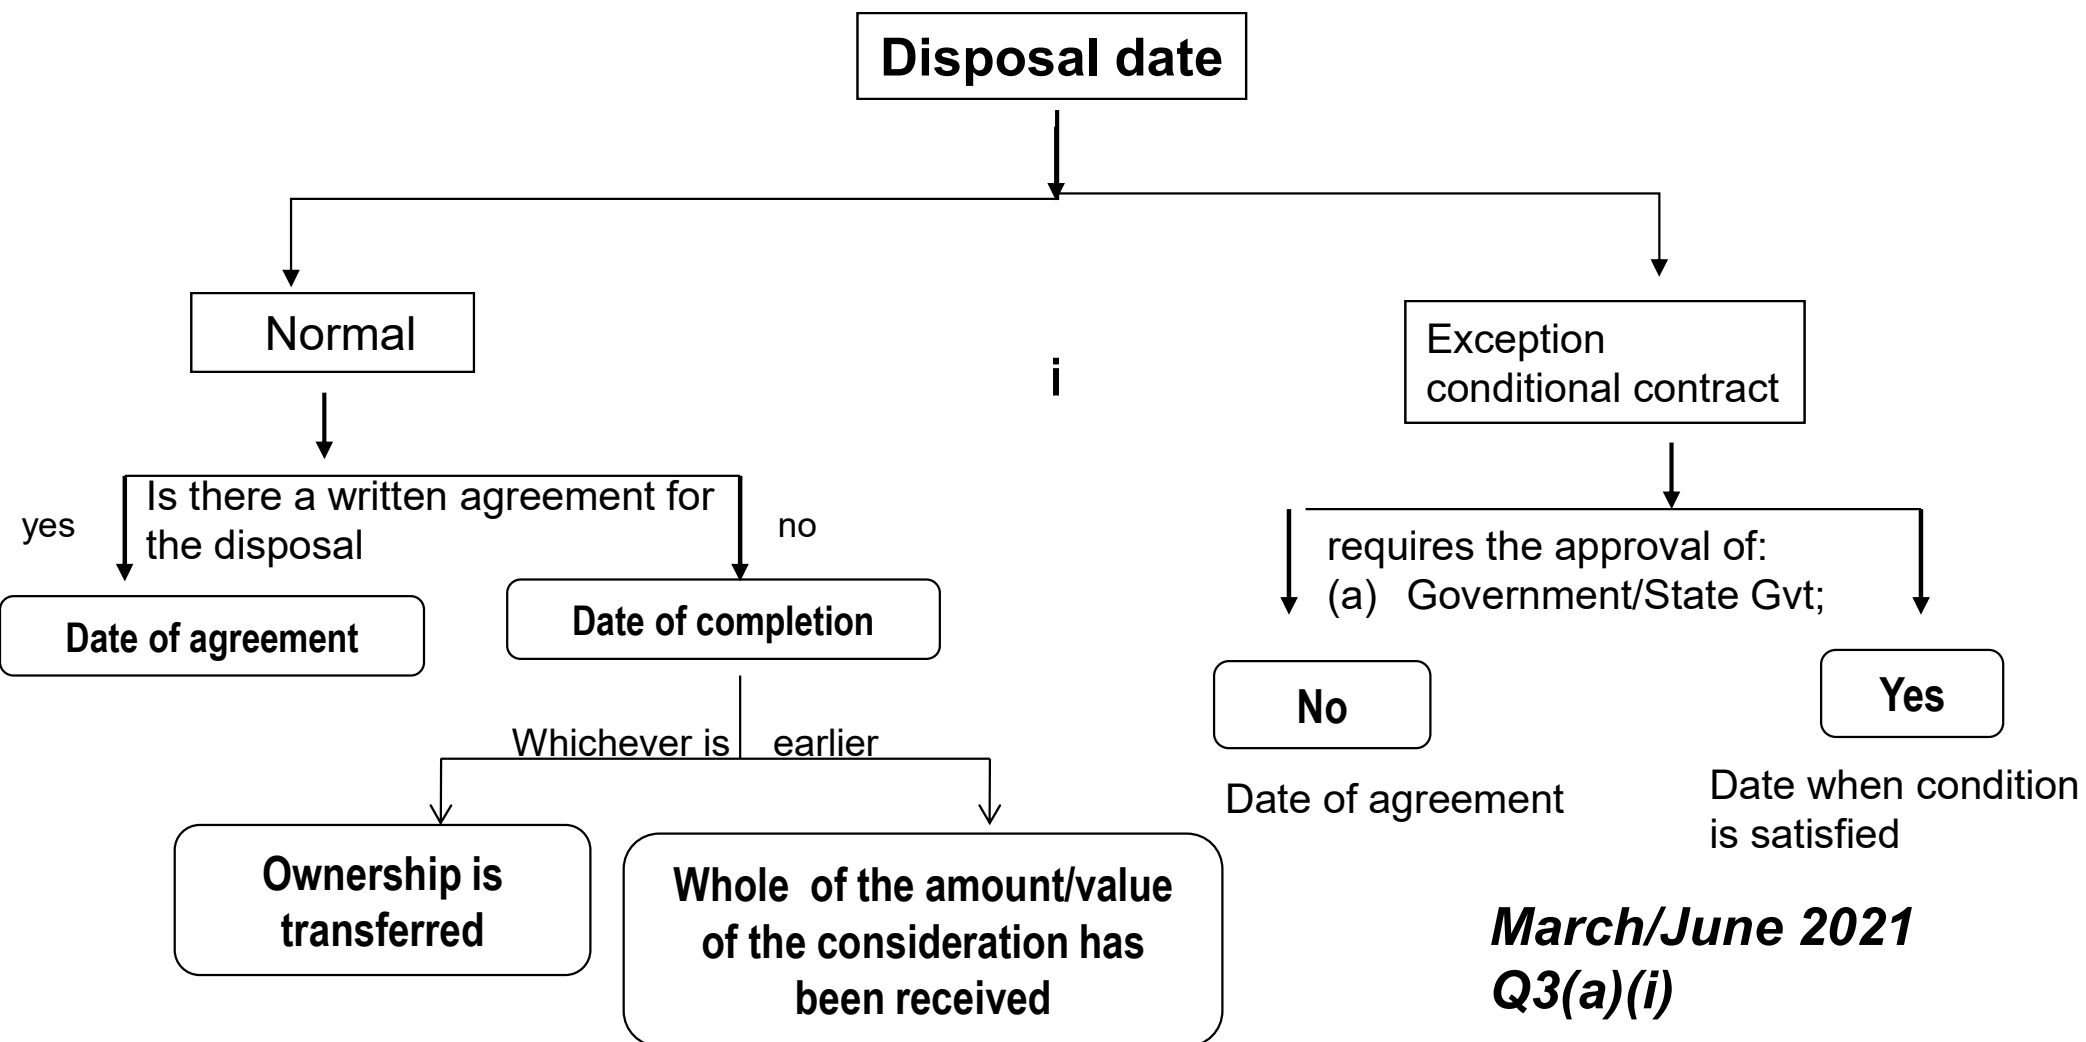 Disposal date
Normal
i
Exception
conditional contract
yes
Is there a written agreement for
the disposal
no
requires the approval of:
(a) Government/State Gvt;
Date of agreement
Date of completion
No
Yes
Whichever is earlier
Date of agreement
Date when condition
is satisfied
Ownership is
transferred
Whole of the amount/value
of the consideration has
been received
March/June 2021
Q3(a)(i)